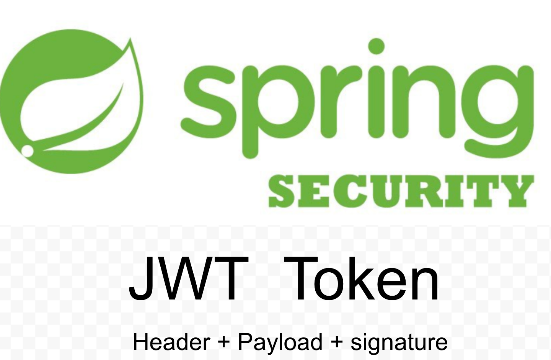 spring
SECURITY
JWT Token
Header + Payload + signature